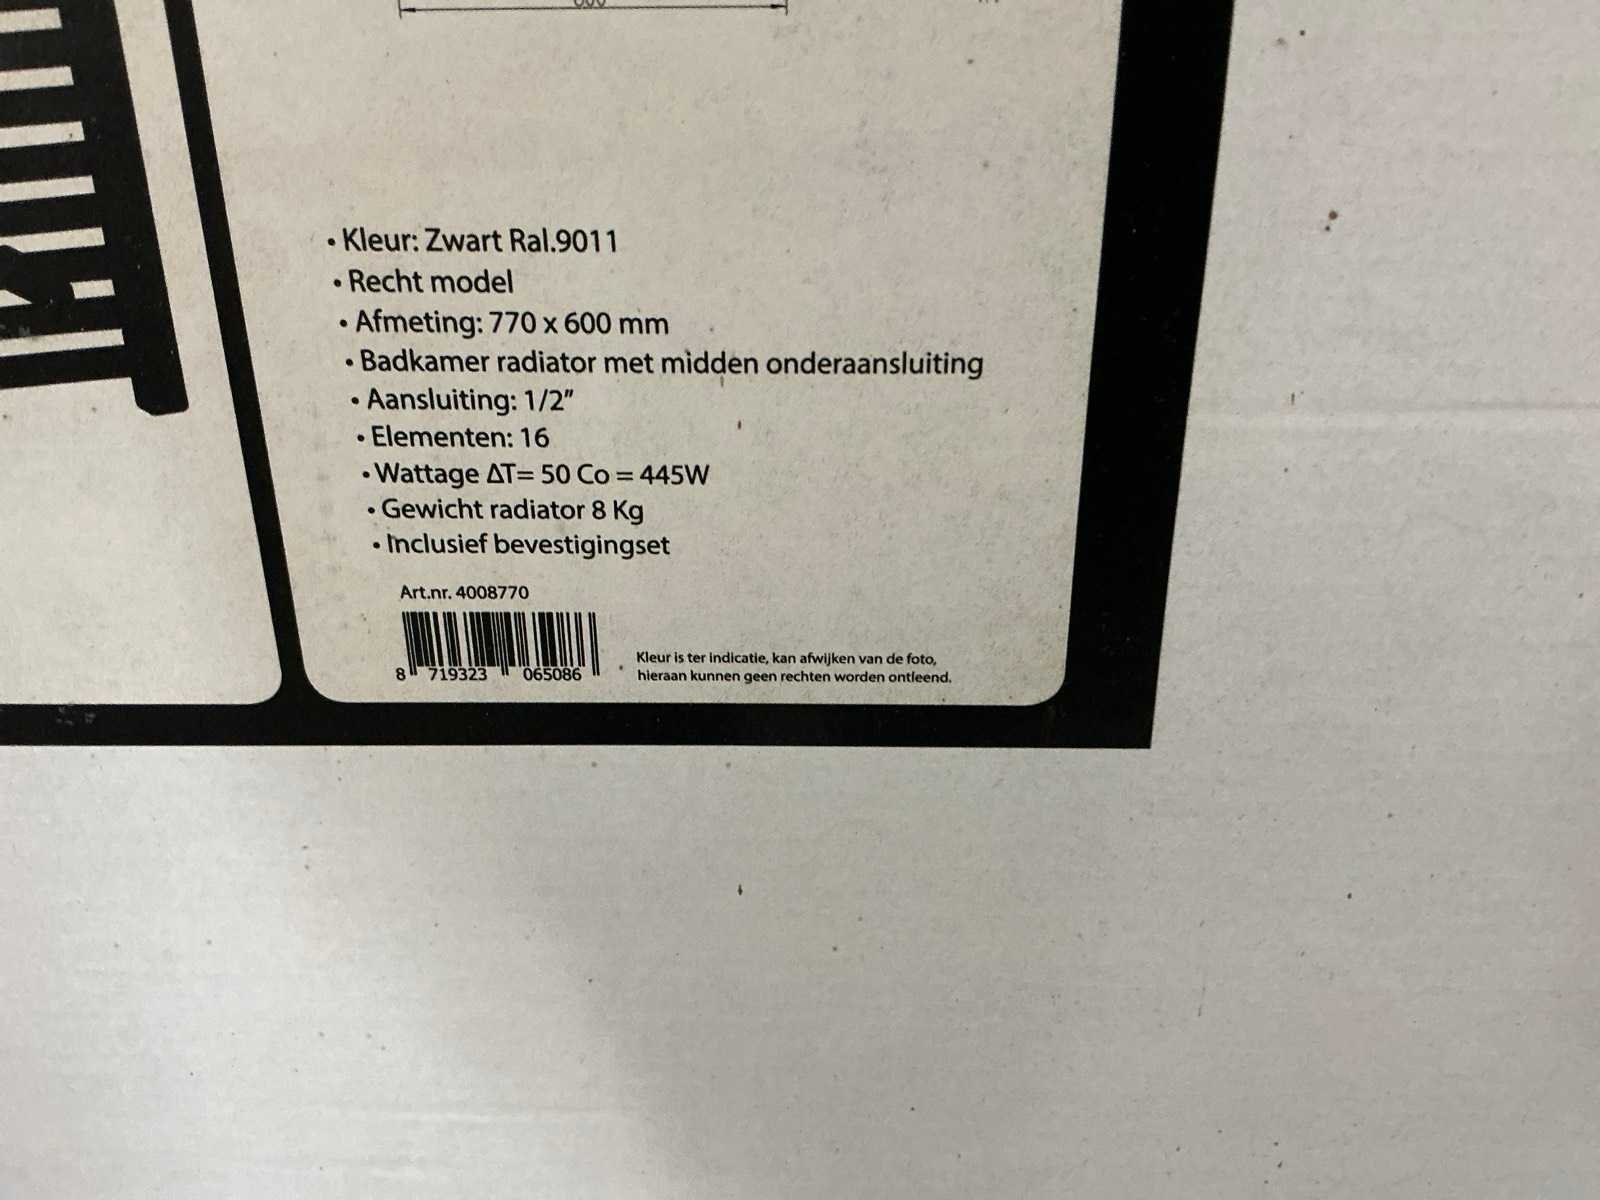 600
• Kleur: Zwart Ral.9011
• Recht model
• Afmeting: 770 x 600 mm
• Badkamer radiator met midden onderaansluiting
• Aansluiting: 1/2”
• Elementen: 16
• Wattage ΔT= 50 Co = 445W
• Gewicht radiator 8 Kg
• Inclusief bevestigingset
Art.nr. 4008770
8 719323 065086
Kleur is ter indicatie, kan afwijken van de foto,
hieraan kunnen geen rechten worden ontleend.